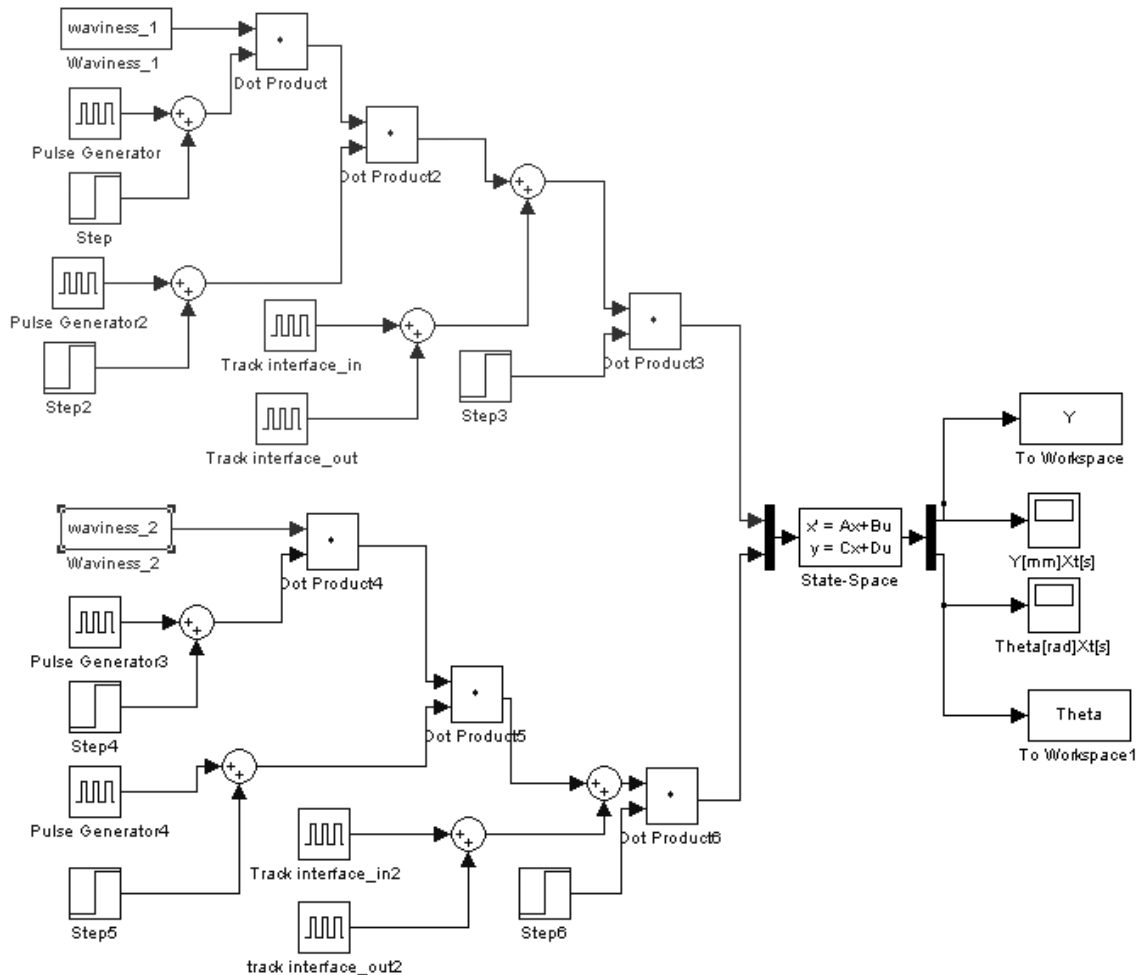 waviness_1
Waviness_1
Dot Product
Pulse Generator
Dot Product2
Step
Pulse Generator2
Track interface_in
Dot Product3
Step2
Step3
Track interface_out
Y
To Workspace
waviness_2
Waviness_2
Dot Product4
x' = Ax+Bu
y = Cx+Du
State-Space
Y[mm]Xt[s]
Pulse Generator3
Theta[rad]Xt[s]
Step4
Dot Product5
Theta
To Workspace1
Pulse Generator4
Dot Product6
Track interface_in2
Step5
Step6
track interface_out2